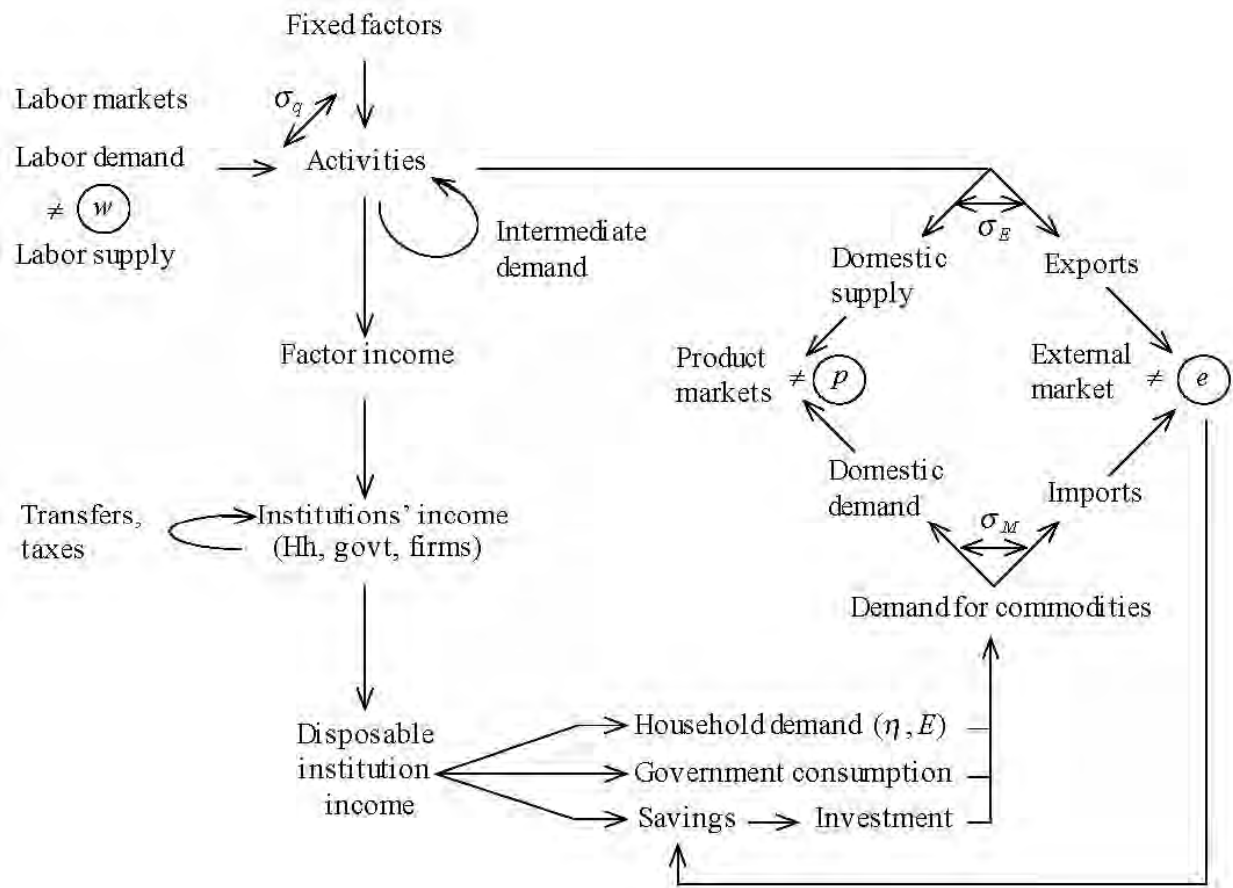 Fixed factors
Labor markets
σq
Labor demand
Activities
≠ w
Labor supply
Intermediate
demand
σE
Domestic
supply
Exports
Factor income
Product
markets
≠ p
External
market
≠ e
Domestic
demand
Imports
σM
Transfers,
taxes
Institutions' income
(Hh, govt, firms)
Demand for commodities
Disposable
institution
income
Household demand (η, E)
Government consumption
Savings
Investment